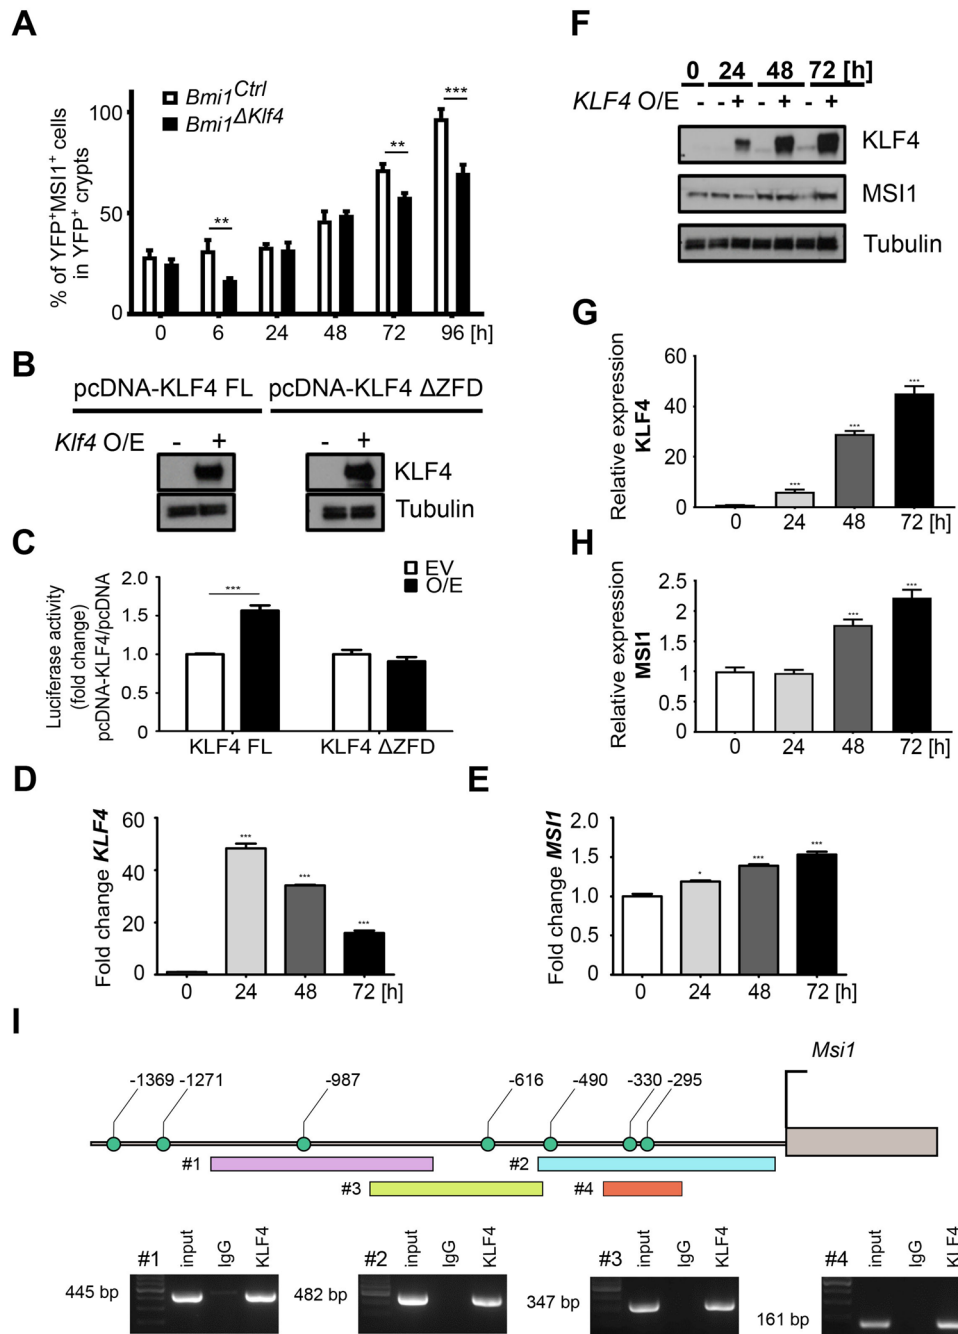 A
Bmi1Ctrl
Bmi1ΔKlf4
% of YFP+MSI1+ cells
in YFP+ crypts
100
50
0
** ** ***
0 6 24 48 72 96 [h]
B
pcDNA-KLF4 FL pcDNA-KLF4 ΔZFD
Klf4 O/E - + - +
KLF4
Tubulin
C
EV
O/E
Luciferase activity
(fold change)
pcDNA-KLF4/pcDNA
2.0
1.5
1.0
0.5
0
***
KLF4 FL KLF4 ΔZFD
D
Fold change KLF4
60
40
20
0
*** *** ***
0 24 48 72 [h]
E
Fold change MSI1
2.0
1.5
1.0
0.5
0
* *** ***
0 24 48 72 [h]
F
0 24 48 72 [h]
KLF4 O/E - - + - + - +
KLF4
MSI1
Tubulin
G
Relative expression
KLF4
60
40
20
0
*** *** ***
0 24 48 72 [h]
H
Relative expression
MSI1
2.5
2
1.5
1
0.5
0
*** ***
0 24 48 72 [h]
I
Msi1
-1369 -1271 -987 -616 -490 -330 -295
#1 #2
#3 #4
#1 input IgG KLF4
445 bp
#2 input IgG KLF4
482 bp
#3 input IgG KLF4
347 bp
#4 input IgG KLF4
161 bp